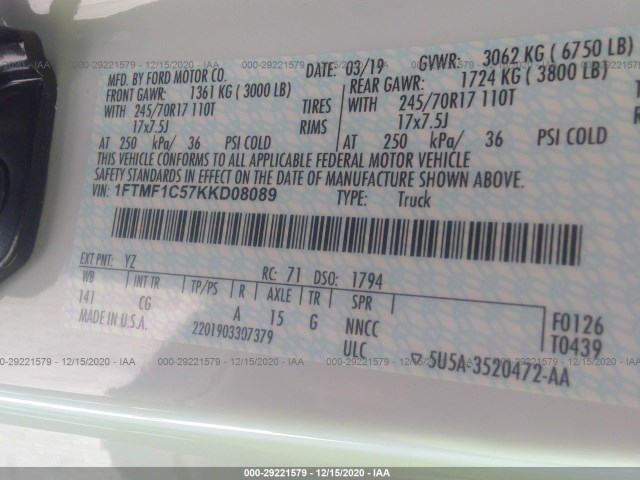 MFD. BY FORD MOTOR CO.
DATE: 03/19 GVWR: 3062 KG ( 6750 LB)
FRONT GAWR: 1361 KG ( 3000 LB) REAR GAWR: 1724 KG ( 3800 LB)
WITH 245/70R17 110T TIRES WITH 245/70R17 110T
17x7.5J RIMS 17x7.5J
AT 250 kPa/ 36 PSI COLD AT 250 kPa/ 36 PSI COLD
THIS VEHICLE CONFORMS TO ALL APPLICABLE FEDERAL MOTOR VEHICLE
SAFETY STANDARDS IN EFFECT ON THE DATE OF MANUFACTURE SHOWN ABOVE.
VIN: 1FTMF1C57KKD08089 TYPE: Truck
EXT PNT: YZ RC: 71 DSO: 1794
WB INT TR TP/PS R AXLE TR SPR
141 CG A 15 G NNCC F0126
MADE IN U.S.A. 2201903307379 ULC T0439
5U5A-3520472-AA
000-29221579 - 12/15/2020 - IAA